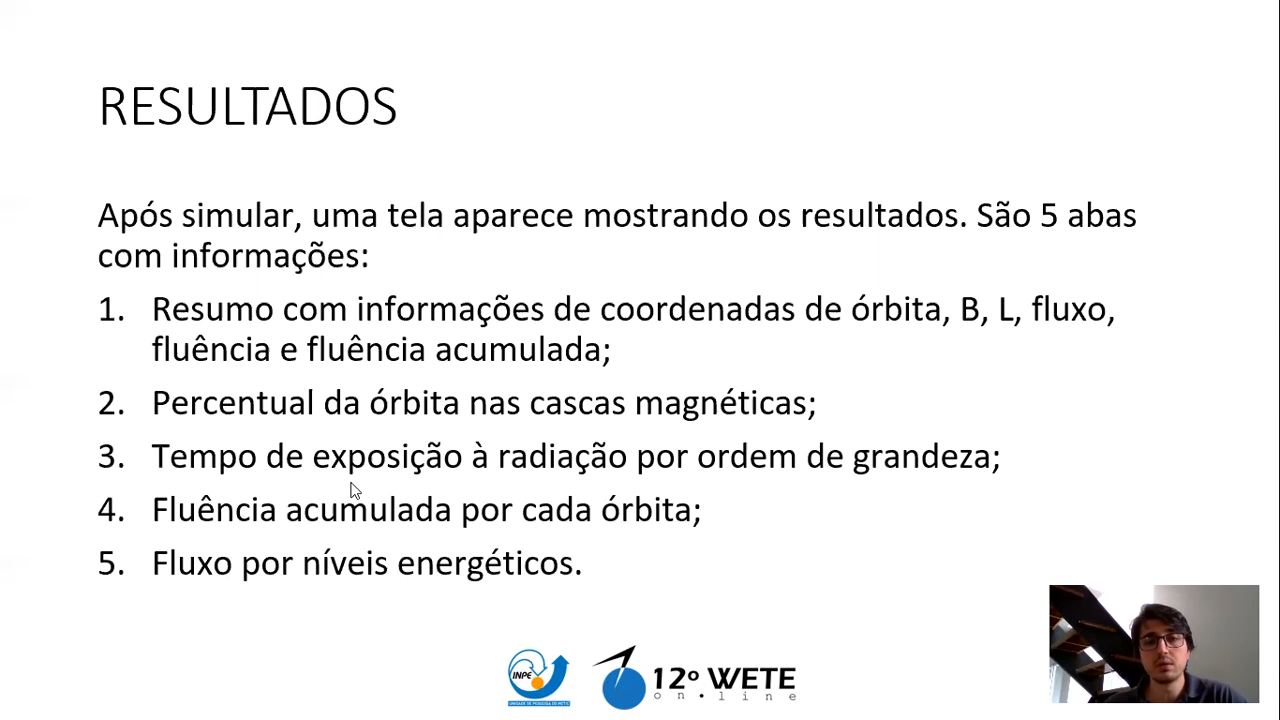 RESULTADOS
Após simular, uma tela aparece mostrando os resultados. São 5 abas
com informações:
1. Resumo com informações de coordenadas de órbita, B, L, fluxo,
fluência e fluência acumulada;
2. Percentual da órbita nas cascas magnéticas;
3. Tempo de exposição à radiação por ordem de grandeza;
4. Fluência acumulada por cada órbita;
5. Fluxo por níveis energéticos.
INPE
12º WETE
on•line